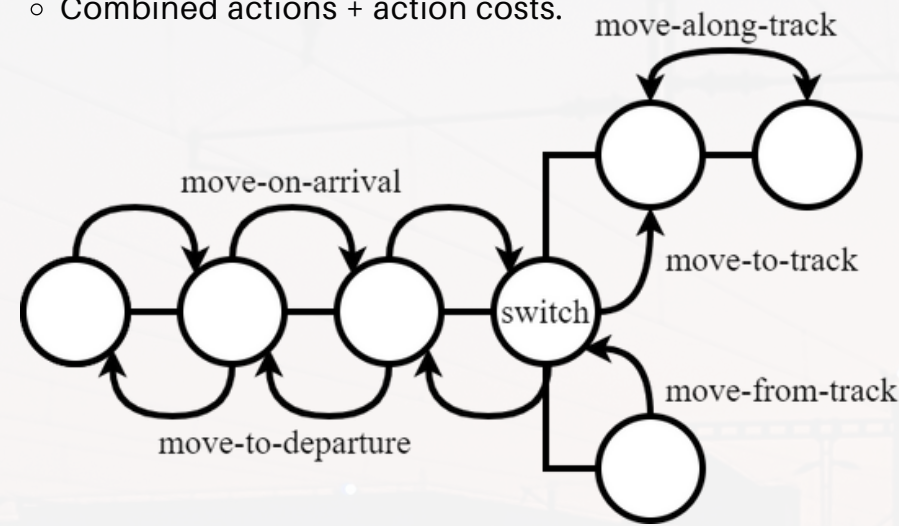 Combined actions + action costs.
move-along-track
move-on-arrival
move-to-track
switch
move-from-track
move-to-departure